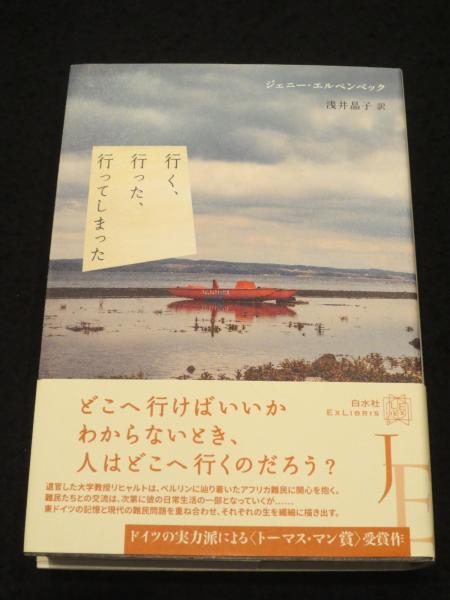 ジェニー・エルペンベック
浅井晶子 訳
行く、
行った、
行ってしまった
白水社
EXLIBRIS
どこへ行けばいいか
わからないとき、
人はどこへ行くのだろう?
JE
退官した大学教授リヒャルトは、ベルリンに辿り着いたアフリカ難民に関心を抱く。
難民たちとの交流は、次第に彼の日常生活の一部となっていくが……
東ドイツの記憶と現代の難民問題を重ね合わせ、それぞれの生を繊細に描き出す。
ドイツの実力派による〈トーマス・マン賞〉受賞作